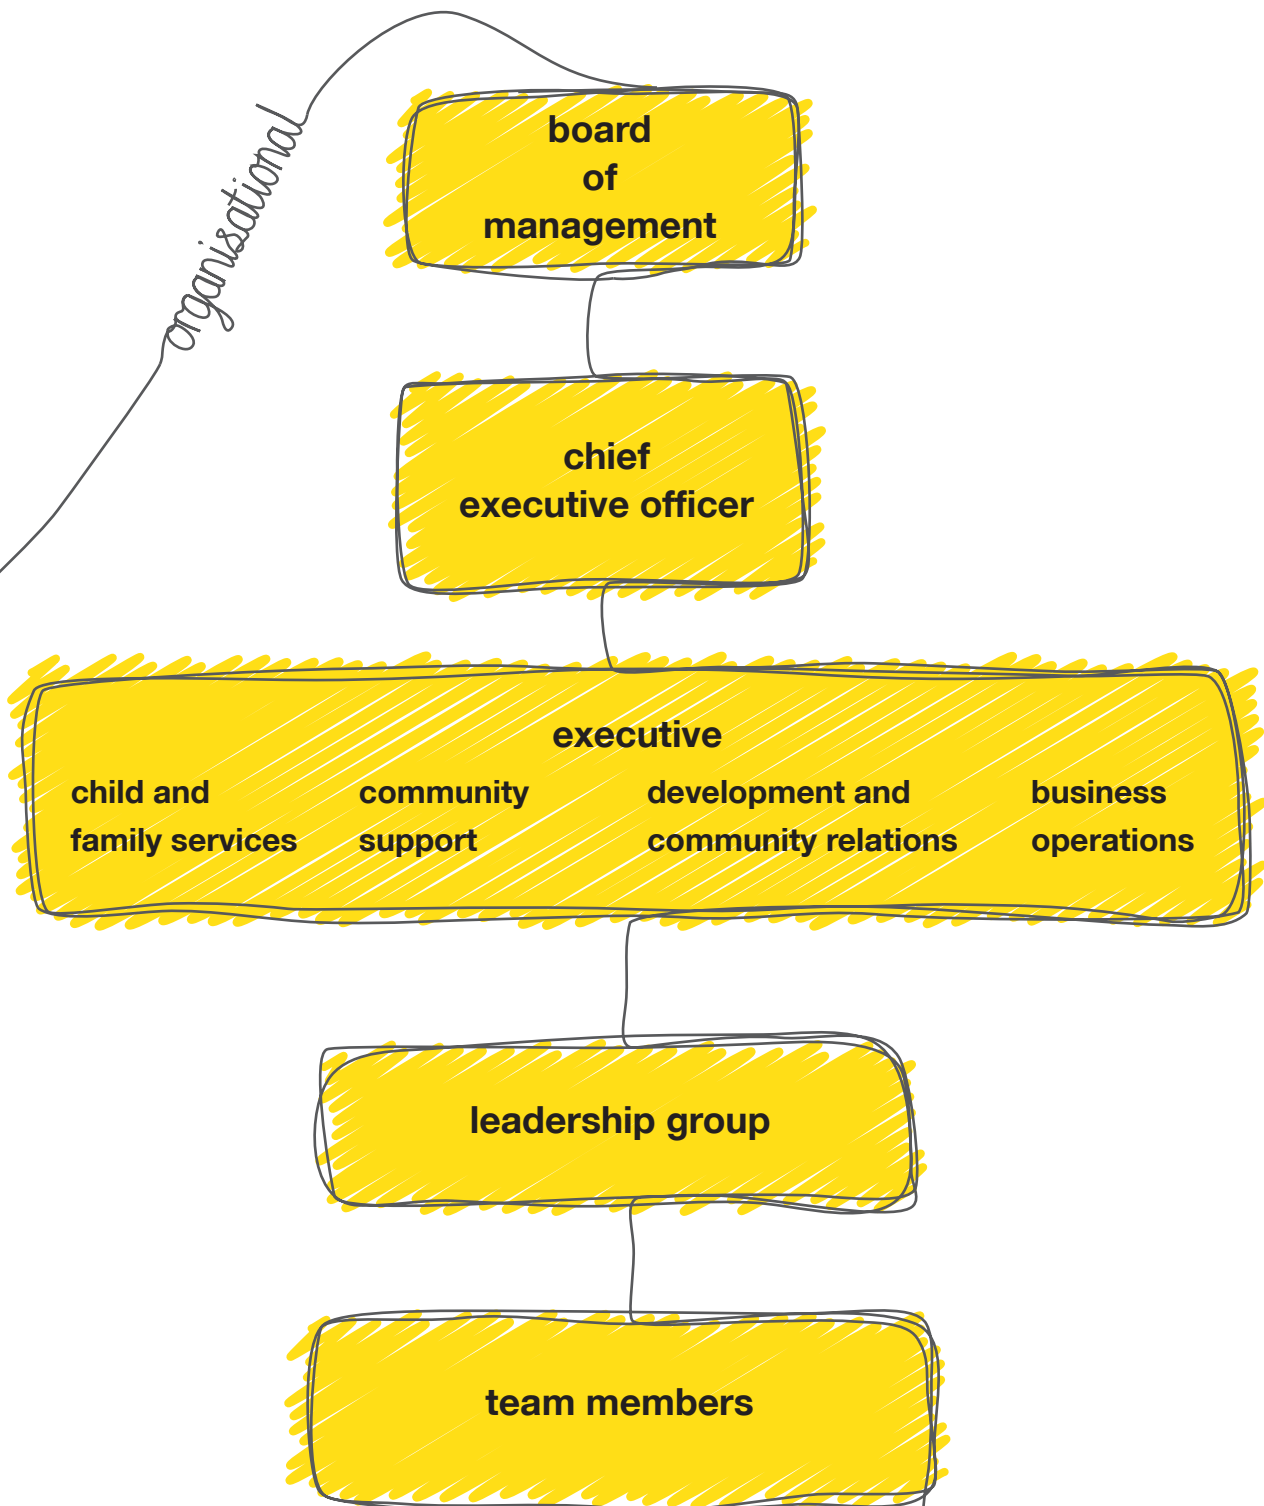 organisational
board
of
management
chief
executive officer
executive
child and
family services
community
support
development and
community relations
business
operations
leadership group
team members